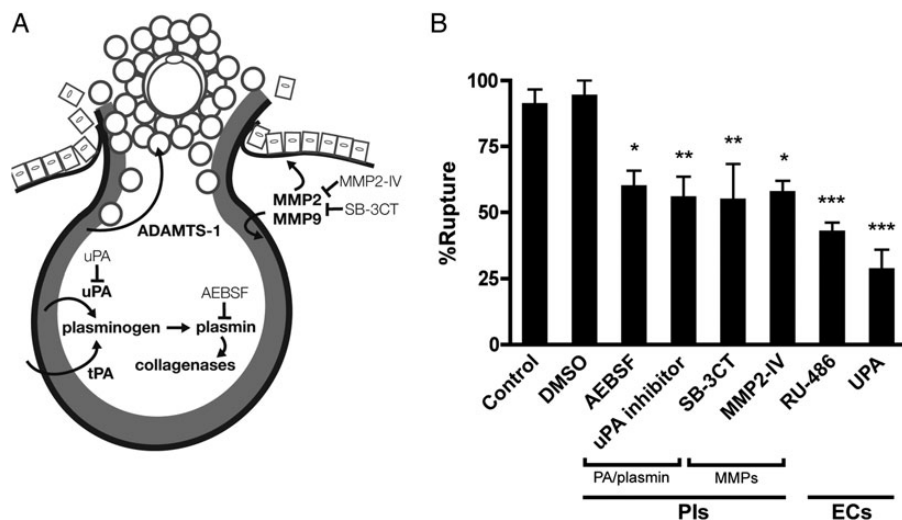 A
MMP2-IV
MMP2
MMP9
SB-3CT
ADAMTS-1
uPA
uPA
AEBSF
plasminogen
plasmin
tPA
collagenases
B
%Rupture
100
75
50
25
0
*
**
**
*
***
***
Control
DMSO
AEBSF
uPA inhibitor
SB-3CT
MMP2-IV
RU-486
UPA
PA/plasmin
MMPs
PIs
ECs